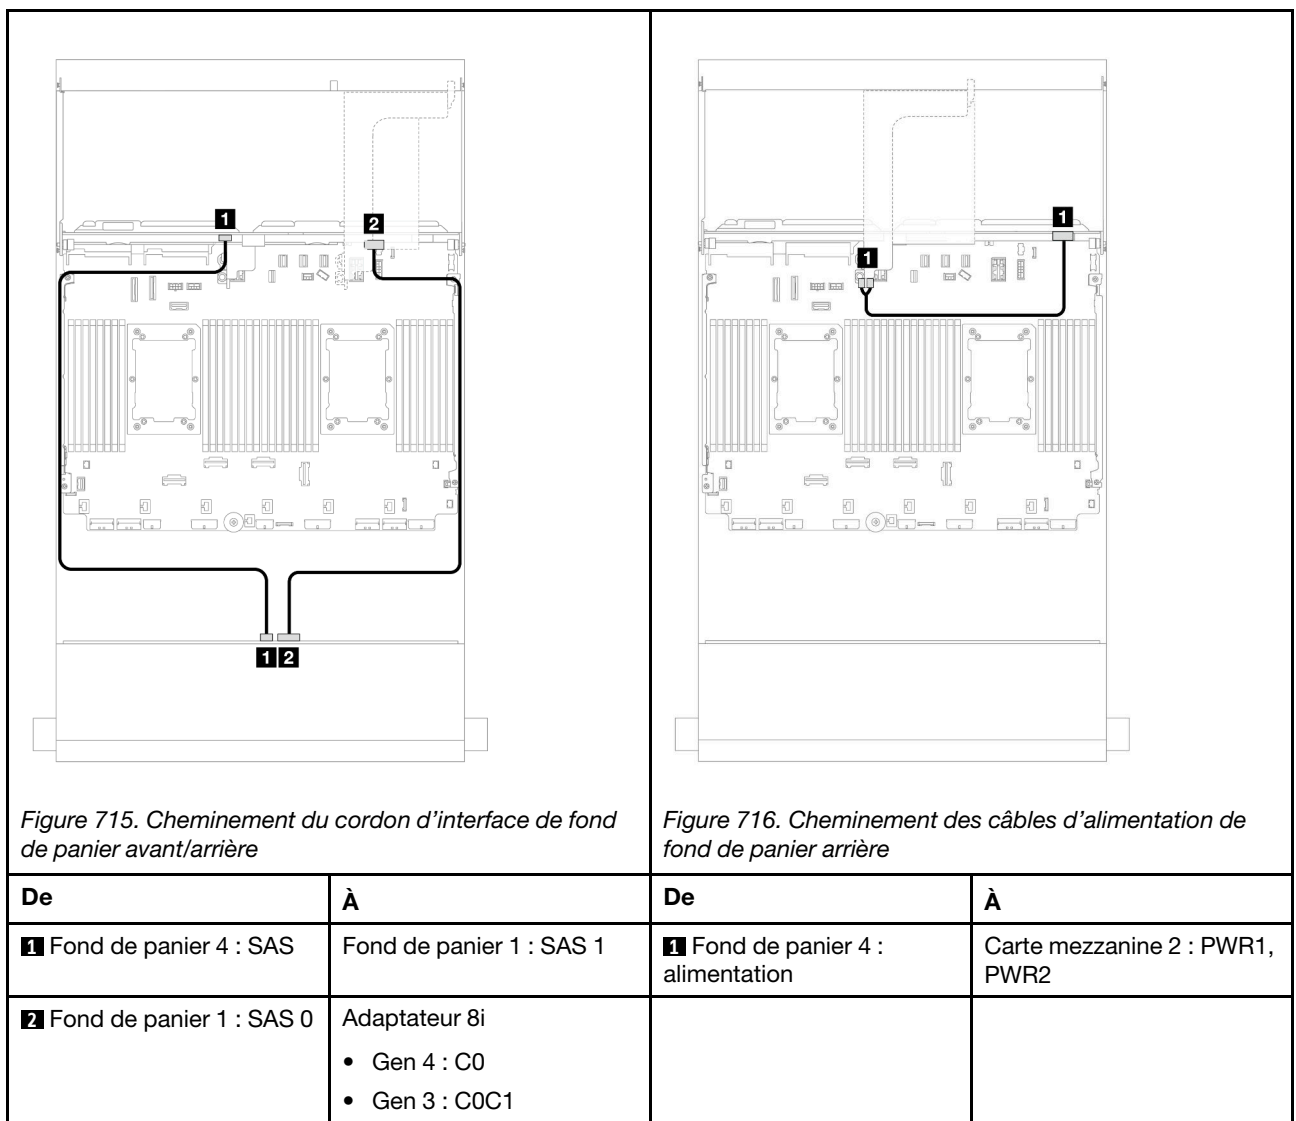 1
2
1 2
Figure 715. Cheminement du cordon d’interface de fond
de panier avant/arrière
1
1
Figure 716. Cheminement des câbles d’alimentation de
fond de panier arrière
De
À
De
À
1 Fond de panier 4 : SAS
Fond de panier 1 : SAS 1
1 Fond de panier 4 :
alimentation
Carte mezzanine 2 : PWR1,
PWR2
2 Fond de panier 1 : SAS 0
Adaptateur 8i
• Gen 4 : C0
• Gen 3 : C0C1